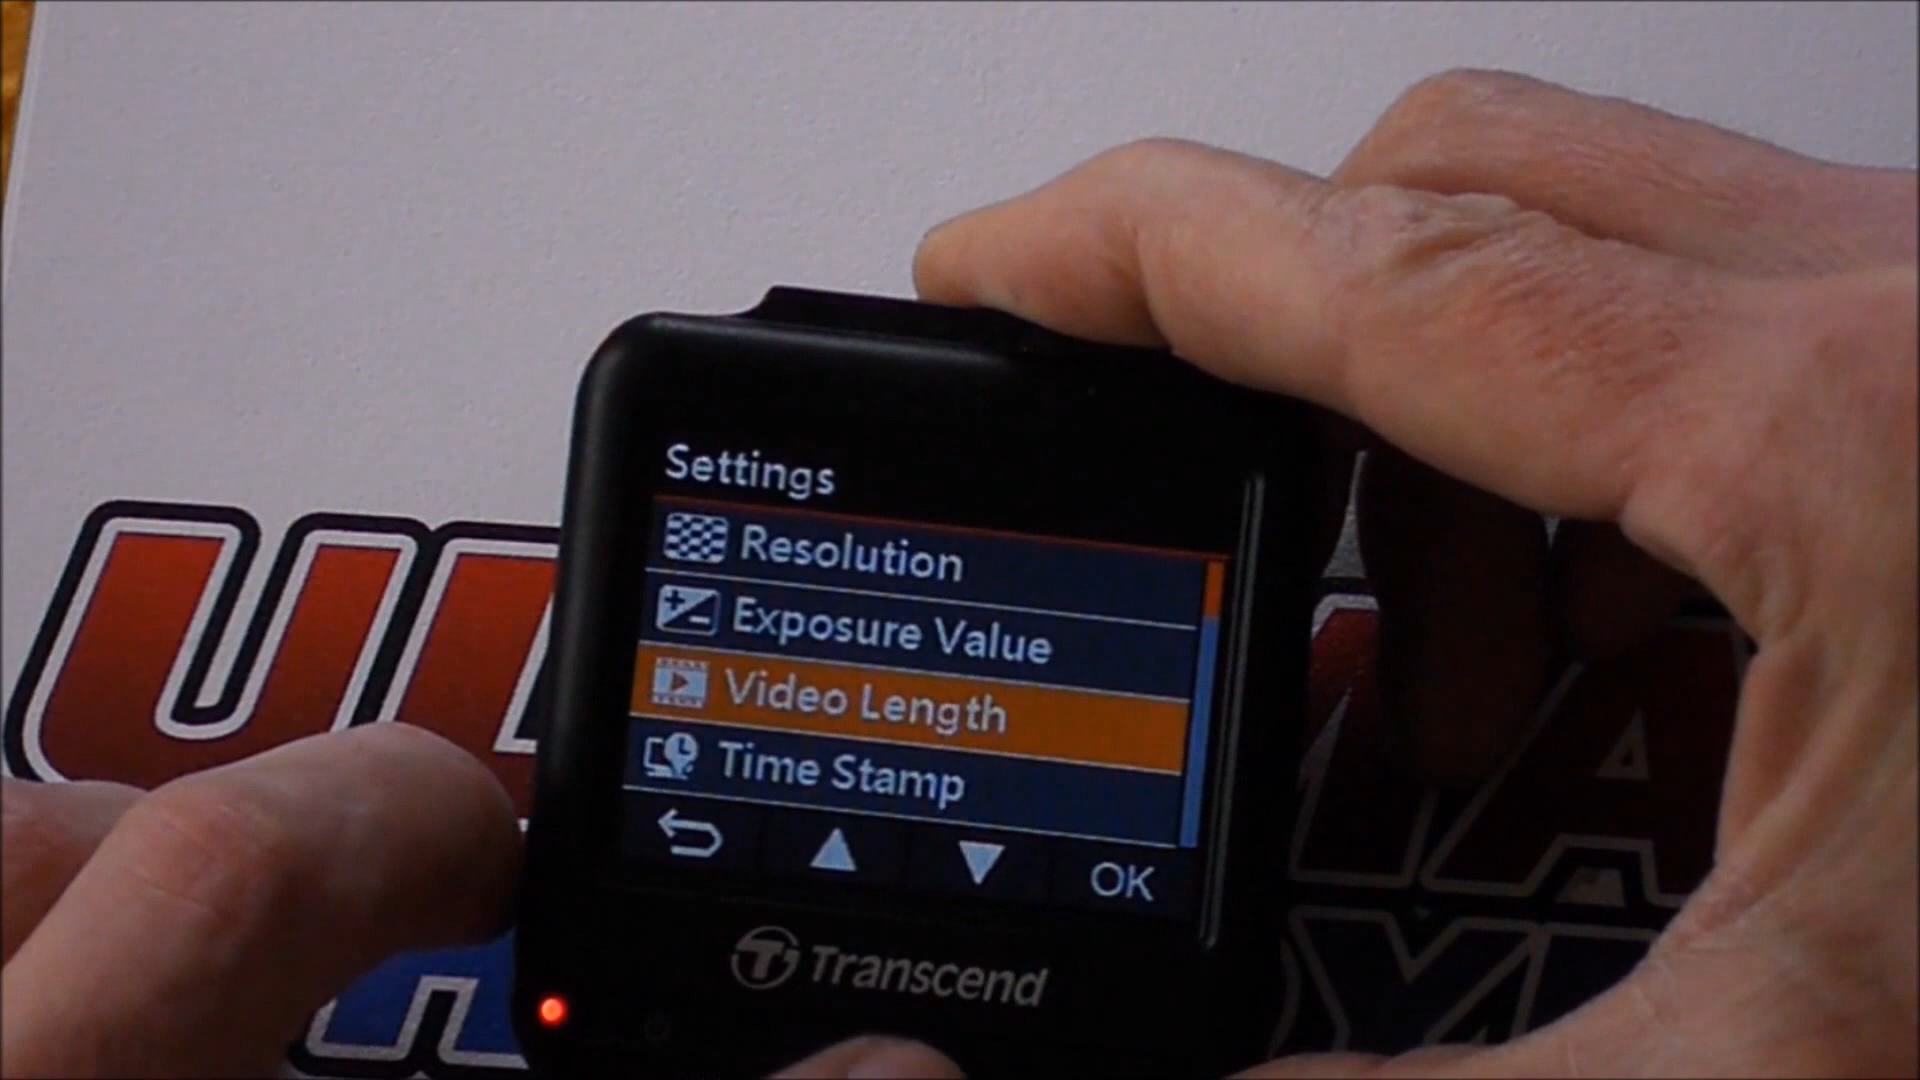 Settings
Resolution
Exposure Value
Video Length
Time Stamp
OK
Transcend